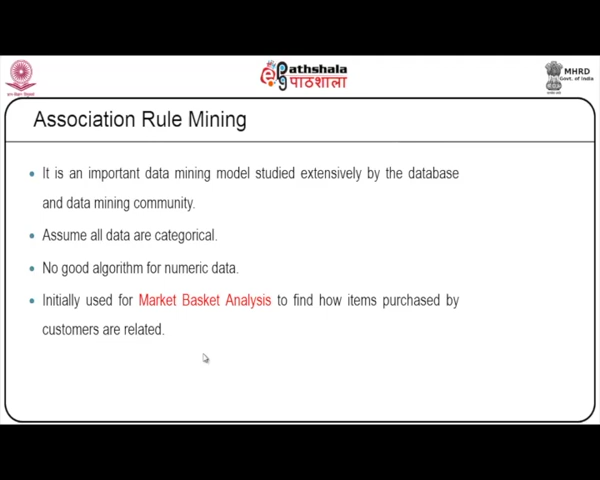 Pathshala
पाठशाला
MHRD
Govt. of India
Association Rule Mining
• It is an important data mining model studied extensively by the database
and data mining community.
• Assume all data are categorical.
• No good algorithm for numeric data.
• Initially used for Market Basket Analysis to find how items purchased by
customers are related.